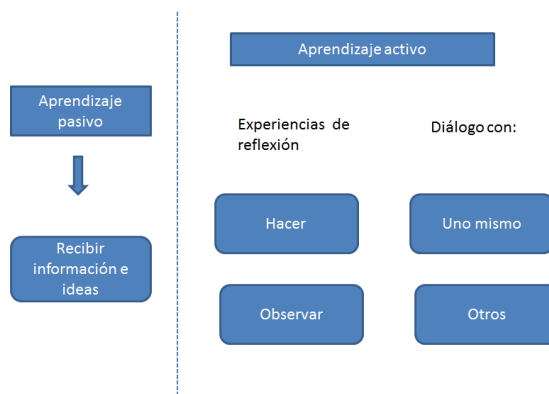 Aprendizaje
pasivo
Recibir
información e
ideas
Aprendizaje activo
Experiencias de
reflexión
Diálogo con:
Hacer
Uno mismo
Observar
Otros